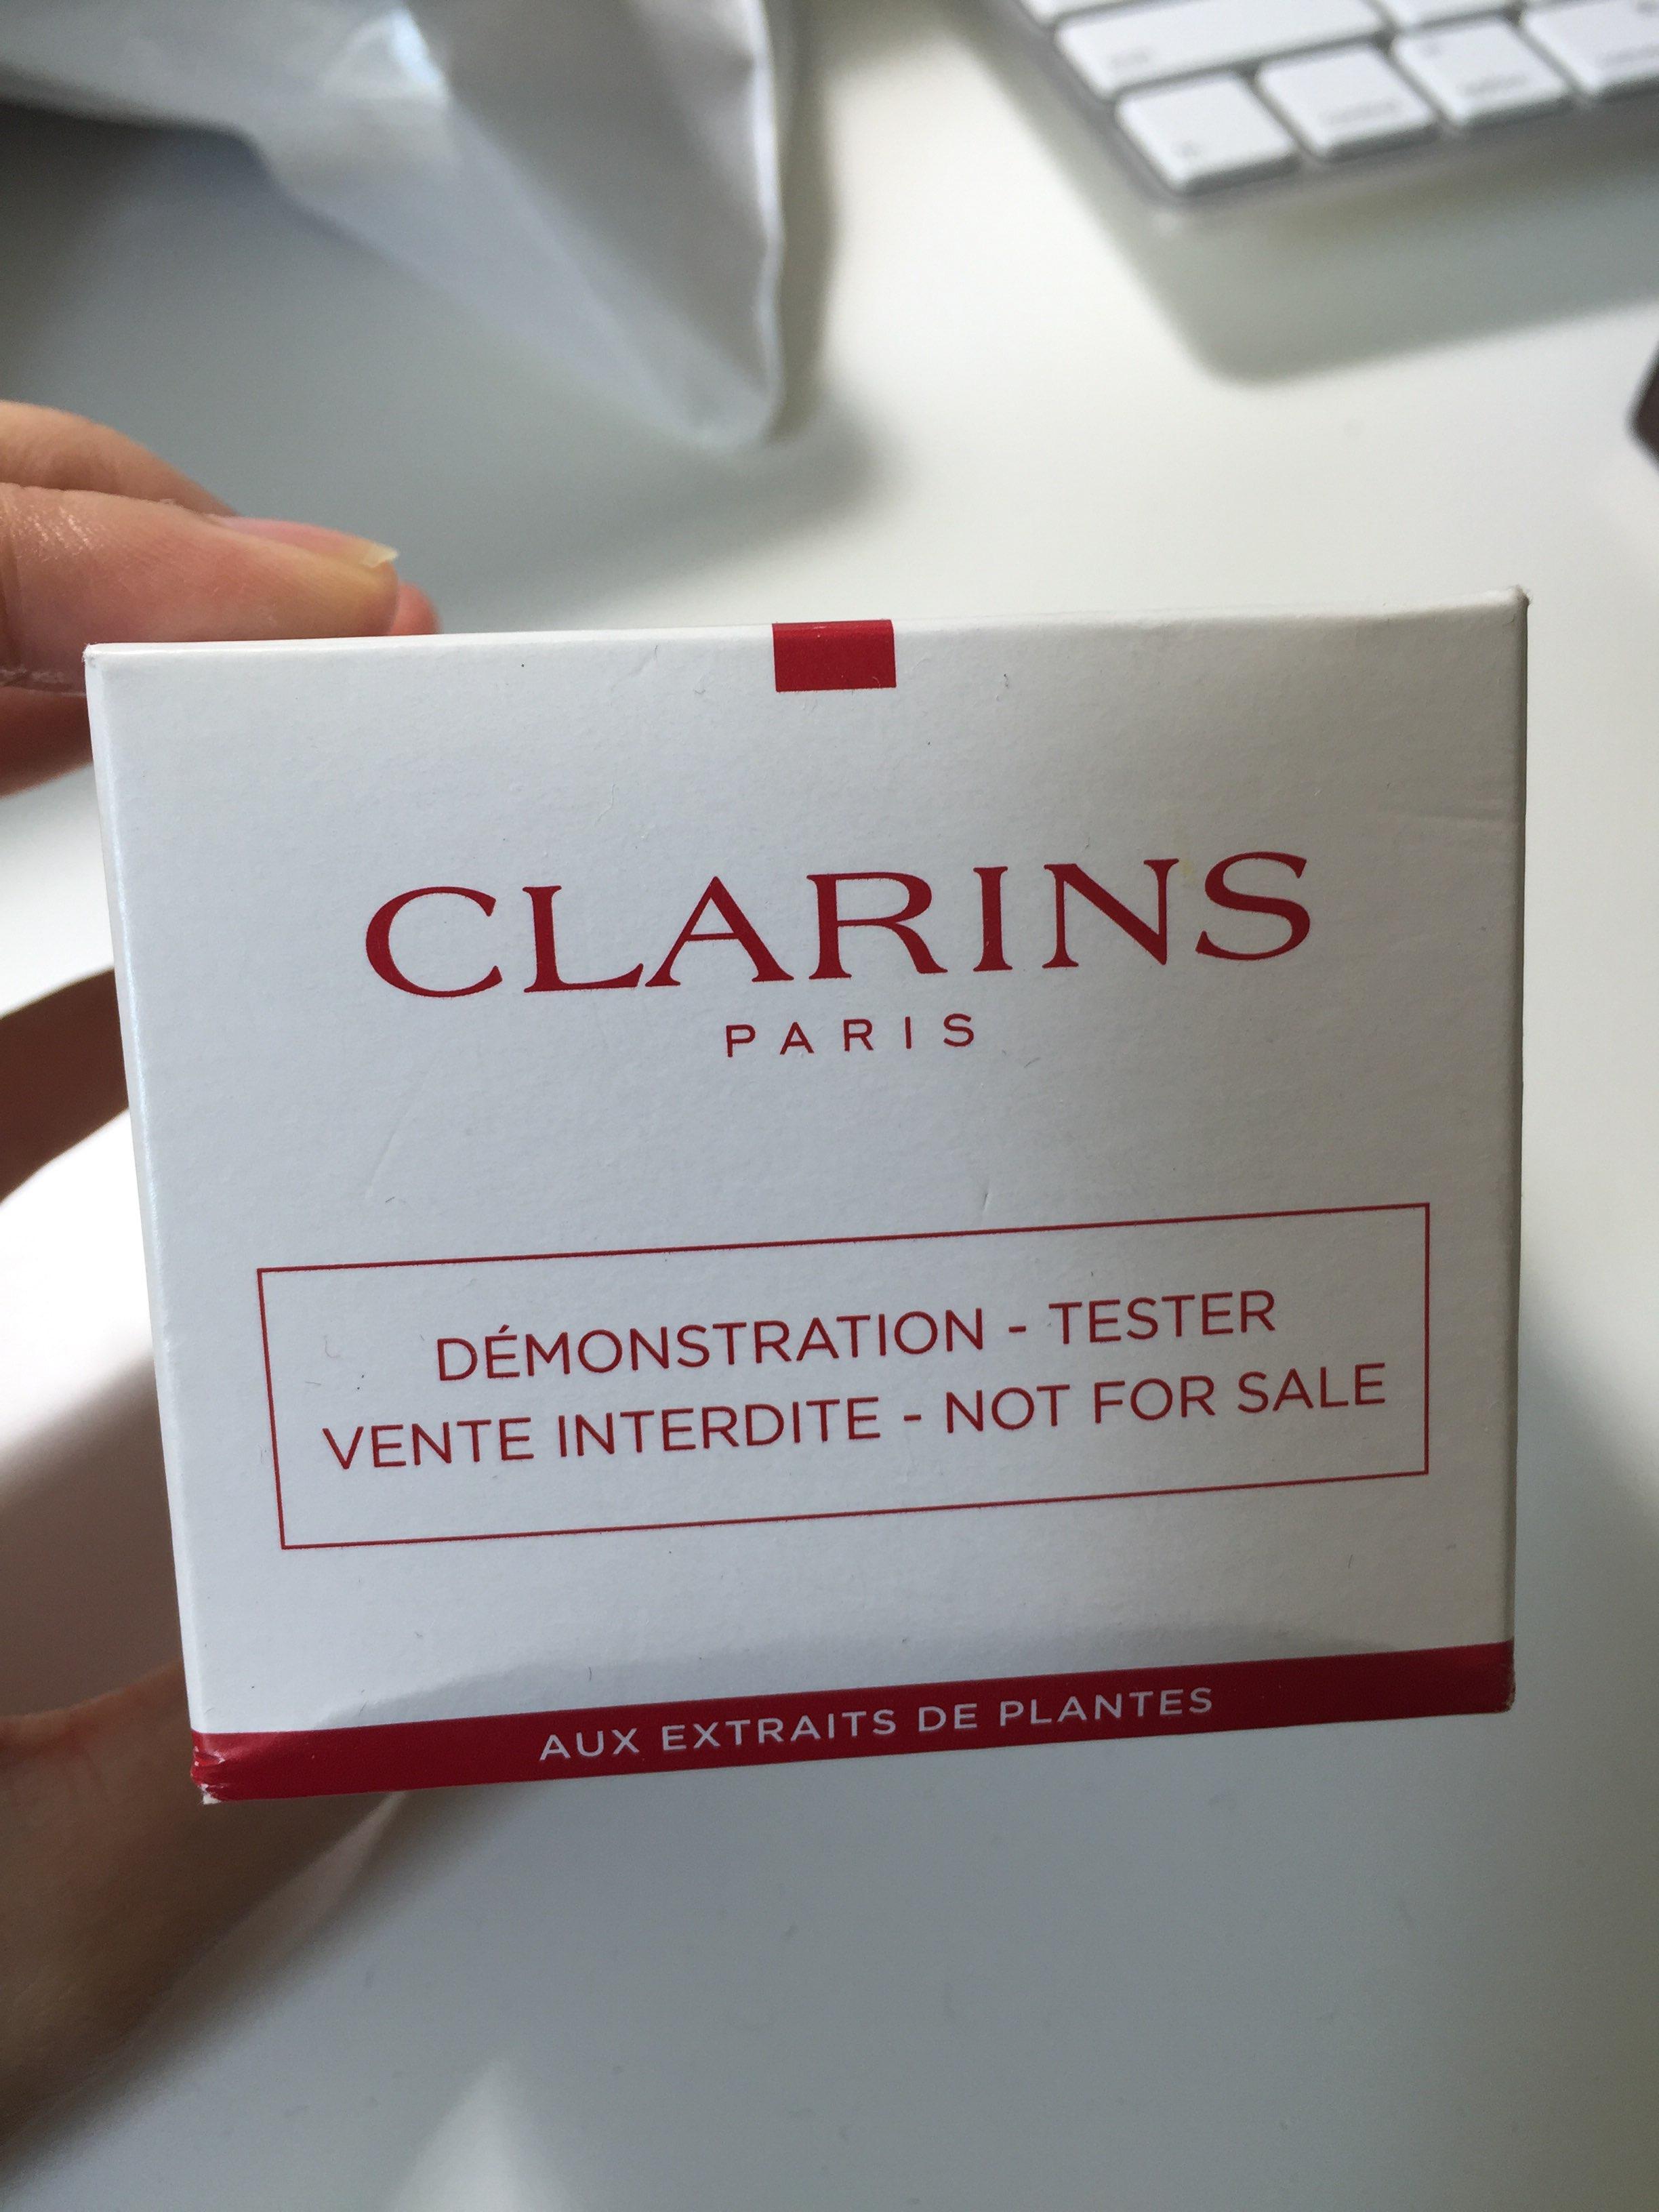 CLARINS
PARIS
DÉMONSTRATION - TESTER
VENTE INTERDITE - NOT FOR SALE
AUX EXTRAITS DE PLANTES